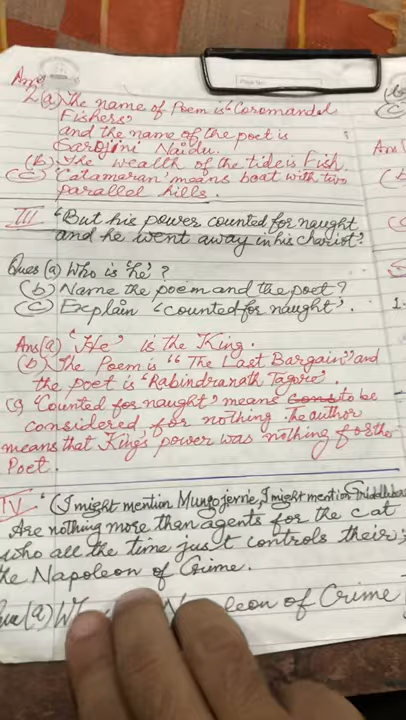 Ans
2(a) The name of Poem is "Coromandel
Fishers"
and the name of the poet is
Sarojini Naidu.
(b) The wealth of the tide is Fish.
(c) 'Catamaran' means boat with two
parallel hills.
III "But his power counted for naught
and he went away in his chariot".
Ques (a) Who is 'he'?
(b) Name the poem and the poet?
(c) Explain 'counted for naught'.
Ans(a) 'He' is the King.
(b) The Poem is "The Last Bargain" and
the poet is 'Rabindranath Tagore'.
(c) 'Counted for naught' means to be
considered for nothing. The author
means that King's power was nothing for the
Poet.
IV "(I might mention Mungojerrie, I might mention
Are nothing more than agents for the cat
who all the time just controls their
the Napoleon of Crime.
(a) Napoleon of Crime
Ans